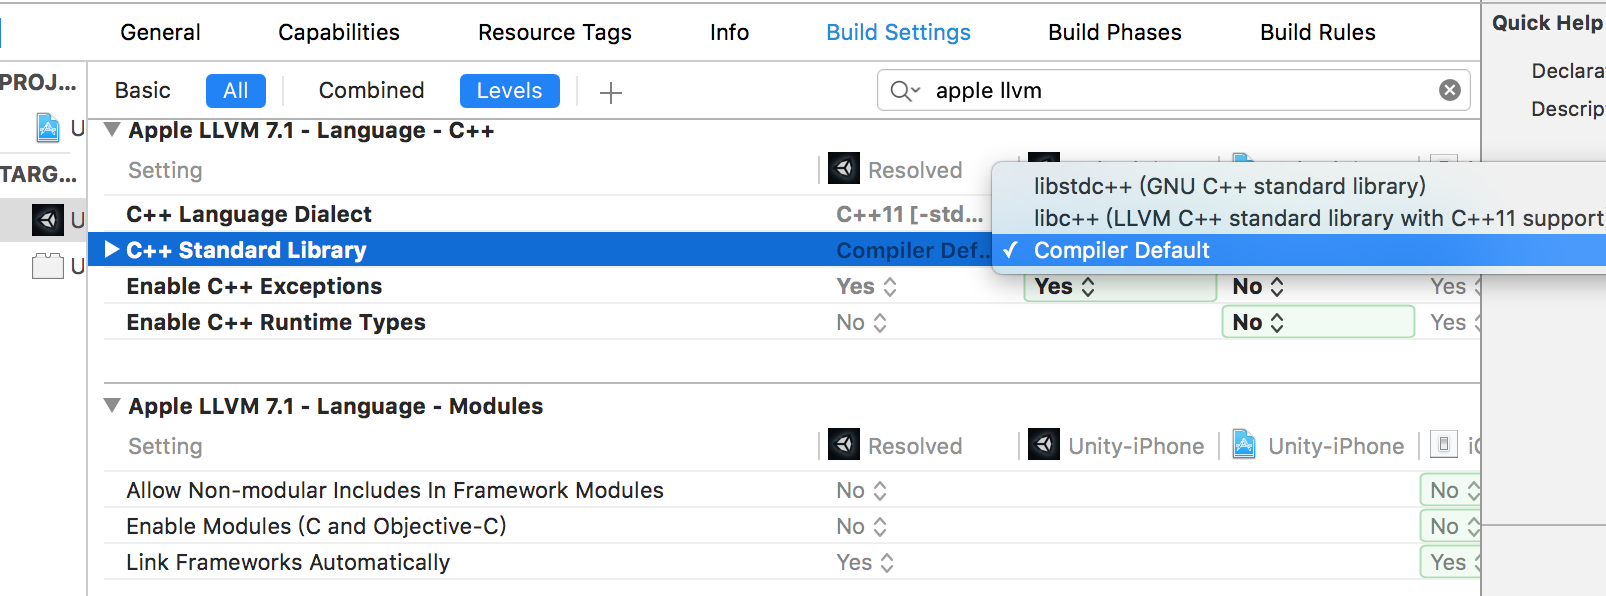 General Capabilities Resource Tags Info Build Settings Build Phases Build Rules
Quick Help
PROJ...
Basic All Combined Levels + apple llvm
Declara
Descrip
U
Apple LLVM 7.1 - Language - C++
TARG...
Setting Resolved
U
C++ Language Dialect C++11 [-std...
C++ Standard Library Compiler Def...
libstdc++ (GNU C++ standard library)
libc++ (LLVM C++ standard library with C++11 support
✓ Compiler Default
U
Enable C++ Exceptions Yes Yes No Yes
Enable C++ Runtime Types No No Yes
Apple LLVM 7.1 - Language - Modules
Setting Resolved Unity-iPhone Unity-iPhone iO
Allow Non-modular Includes In Framework Modules No No
Enable Modules (C and Objective-C) No No
Link Frameworks Automatically Yes Yes